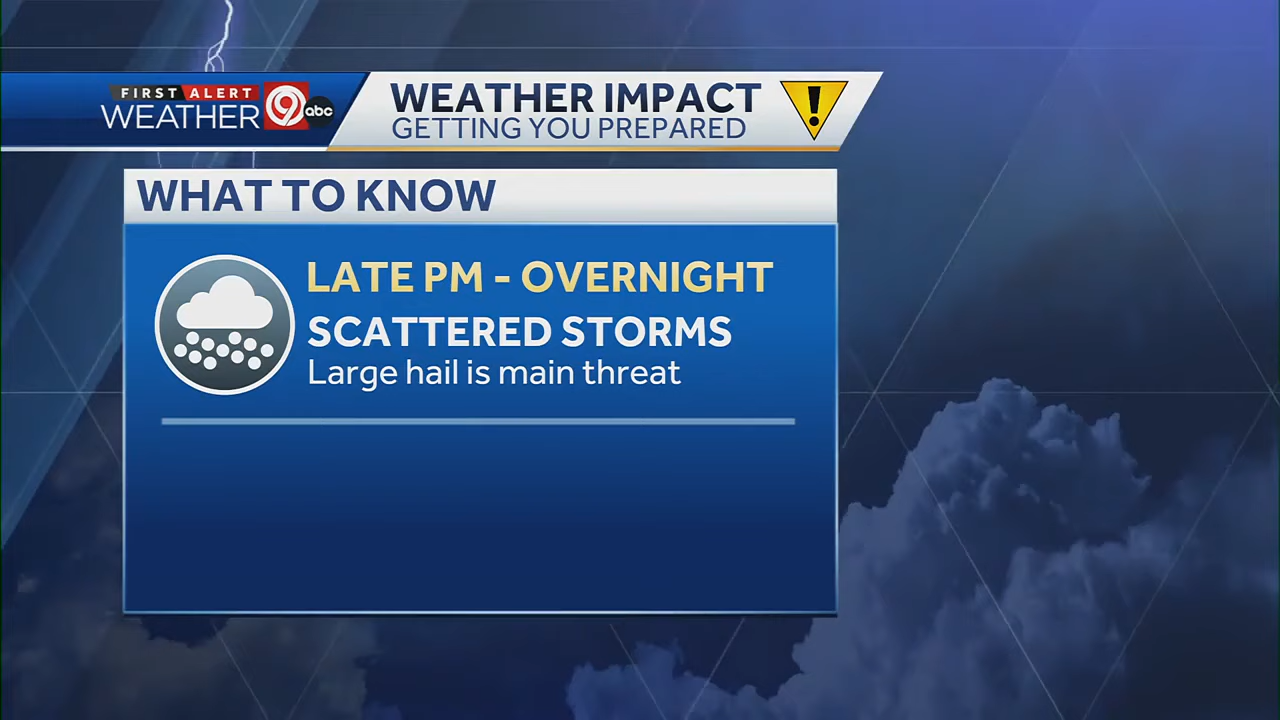 FIRST ALERT
WEATHER 9 abc
WEATHER IMPACT
GETTING YOU PREPARED
!
WHAT TO KNOW
LATE PM - OVERNIGHT
SCATTERED STORMS
Large hail is main threat